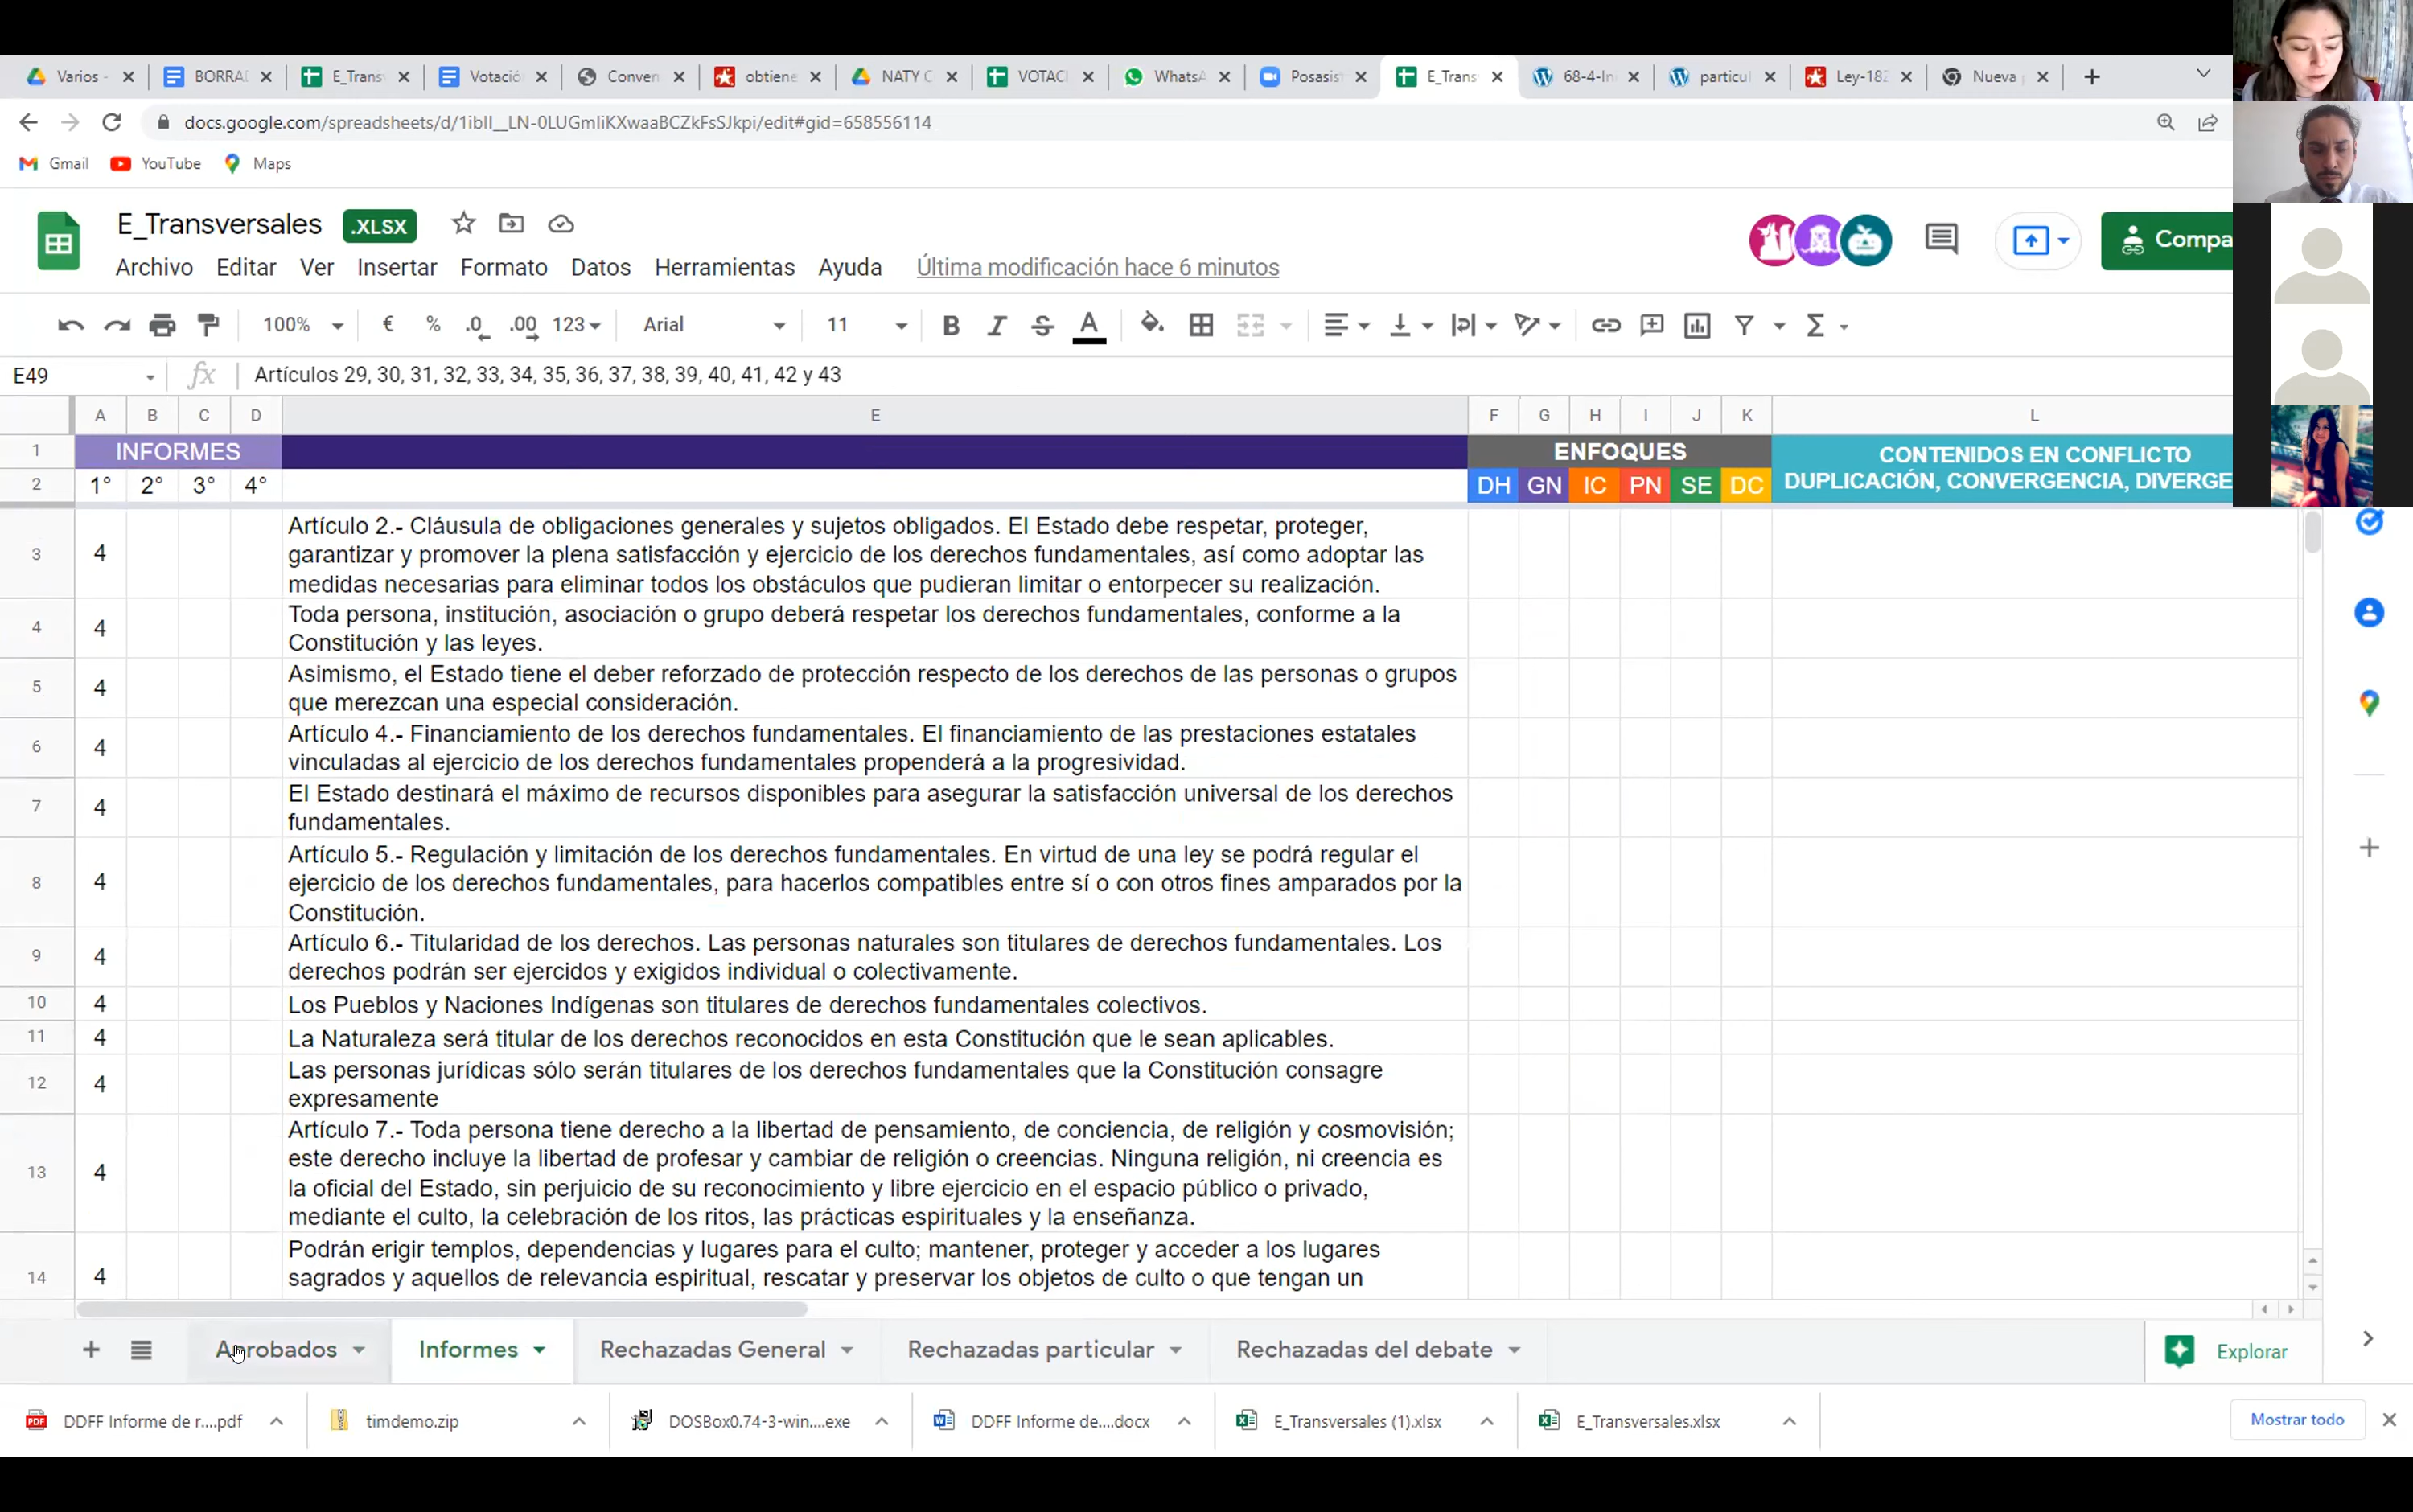 Varios -
BORRA
E_Trans
Votació
Conven
obtiene
NATY C
VOTACI
WhatsA
Posasis
E_Trans
68-4-In
particul
Ley-182
Nueva
docs.google.com/spreadsheets/d/1ibIl__LN-0LUGmIiKXwaaBCZkFsSJkpi/edit#gid=658556114
Gmail
YouTube
Maps
E_Transversales
.XLSX
Archivo
Editar
Ver
Insertar
Formato
Datos
Herramientas
Ayuda
Última modificación hace 6 minutos
Compa
100%
€
%
.0
.00
123
Arial
11
B
I
S
A
Σ
E49
fx
Artículos 29, 30, 31, 32, 33, 34, 35, 36, 37, 38, 39, 40, 41, 42 y 43
A B C D E F G H I J K L
1 INFORMES ENFOQUES CONTENIDOS EN CONFLICTO
2 1° 2° 3° 4° DH GN IC PN SE DC DUPLICACIÓN, CONVERGENCIA, DIVERGE
3 4 Artículo 2.- Cláusula de obligaciones generales y sujetos obligados. El Estado debe respetar, proteger,
garantizar y promover la plena satisfacción y ejercicio de los derechos fundamentales, así como adoptar las
medidas necesarias para eliminar todos los obstáculos que pudieran limitar o entorpecer su realización.
4 4 Toda persona, institución, asociación o grupo deberá respetar los derechos fundamentales, conforme a la
Constitución y las leyes.
5 4 Asimismo, el Estado tiene el deber reforzado de protección respecto de los derechos de las personas o grupos
que merezcan una especial consideración.
6 4 Artículo 4.- Financiamiento de los derechos fundamentales. El financiamiento de las prestaciones estatales
vinculadas al ejercicio de los derechos fundamentales propenderá a la progresividad.
7 4 El Estado destinará el máximo de recursos disponibles para asegurar la satisfacción universal de los derechos
fundamentales.
8 4 Artículo 5.- Regulación y limitación de los derechos fundamentales. En virtud de una ley se podrá regular el
ejercicio de los derechos fundamentales, para hacerlos compatibles entre sí o con otros fines amparados por la
Constitución.
9 4 Artículo 6.- Titularidad de los derechos. Las personas naturales son titulares de derechos fundamentales. Los
derechos podrán ser ejercidos y exigidos individual o colectivamente.
10 4 Los Pueblos y Naciones Indígenas son titulares de derechos fundamentales colectivos.
11 4 La Naturaleza será titular de los derechos reconocidos en esta Constitución que le sean aplicables.
12 4 Las personas jurídicas sólo serán titulares de los derechos fundamentales que la Constitución consagre
expresamente
13 4 Artículo 7.- Toda persona tiene derecho a la libertad de pensamiento, de conciencia, de religión y cosmovisión;
este derecho incluye la libertad de profesar y cambiar de religión o creencias. Ninguna religión, ni creencia es
la oficial del Estado, sin perjuicio de su reconocimiento y libre ejercicio en el espacio público o privado,
mediante el culto, la celebración de los ritos, las prácticas espirituales y la enseñanza.
14 4 Podrán erigir templos, dependencias y lugares para el culto; mantener, proteger y acceder a los lugares
sagrados y aquellos de relevancia espiritual, rescatar y preservar los objetos de culto o que tengan un
Aprobados
Informes
Rechazadas General
Rechazadas particular
Rechazadas del debate
Explorar
DDFF Informe de r....pdf
timdemo.zip
DOSBox0.74-3-win....exe
DDFF Informe de....docx
E_Transversales (1).xlsx
E_Transversales.xlsx
Mostrar todo